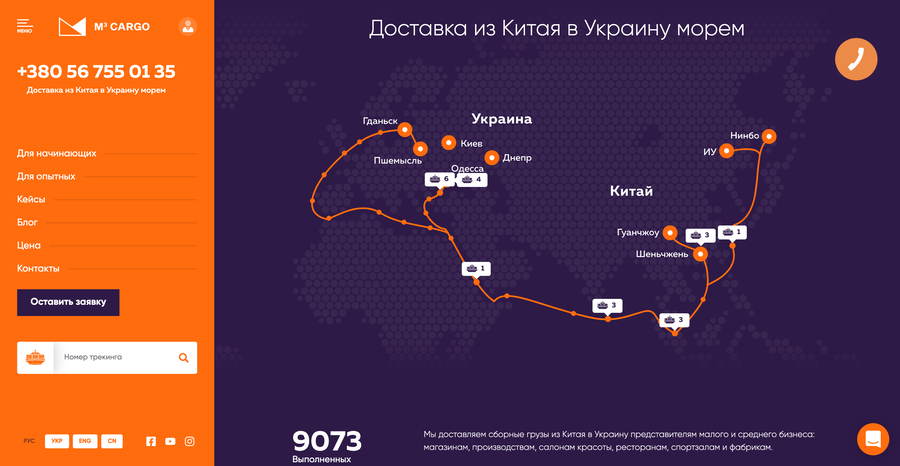 МЕНЮ
M³ CARGO
+380 56 755 01 35
Доставка из Китая в Украину морем
Для начинающих
Для опытных
Кейсы
Блог
Цена
Контакты
Оставить заявку
Номер трекинга
РУС
УКР
ENG
CN
Доставка из Китая в Украину морем
Украина
Гданьск
Киев
Пшемысль
Днепр
Одесса
6
4
Нинбо
ИУ
Китай
Гуанчжоу
3
1
Шеньчжень
1
3
3
9073
Выполненных
Мы доставляем сборные грузы из Китая в Украину представителям малого и среднего бизнеса:
магазинам, производствам, салонам красоты, ресторанам, спортзалам и фабрикам.